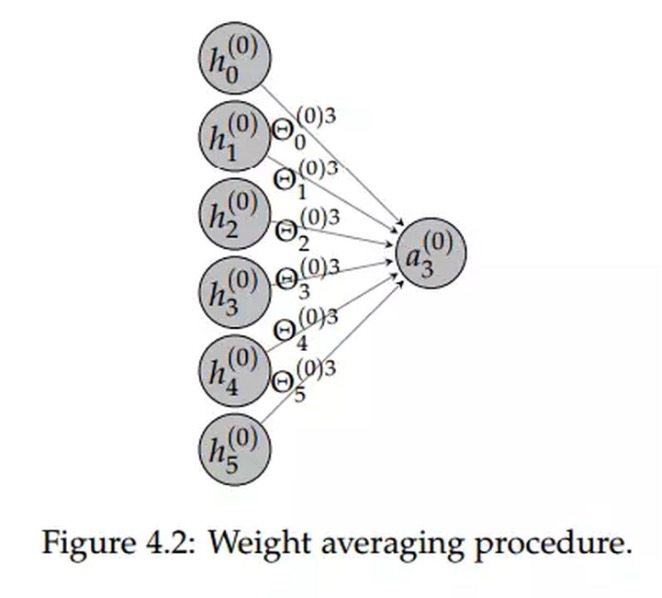 h_0^{(0)}
Θ_0^{(0)3}
h_1^{(0)}
Θ_1^{(0)3}
h_2^{(0)}
Θ_2^{(0)3}
a_3^{(0)}
h_3^{(0)}
Θ_3^{(0)3}
Θ_4^{(0)3}
h_4^{(0)}
Θ_5^{(0)3}
h_5^{(0)}
Figure 4.2: Weight averaging procedure.